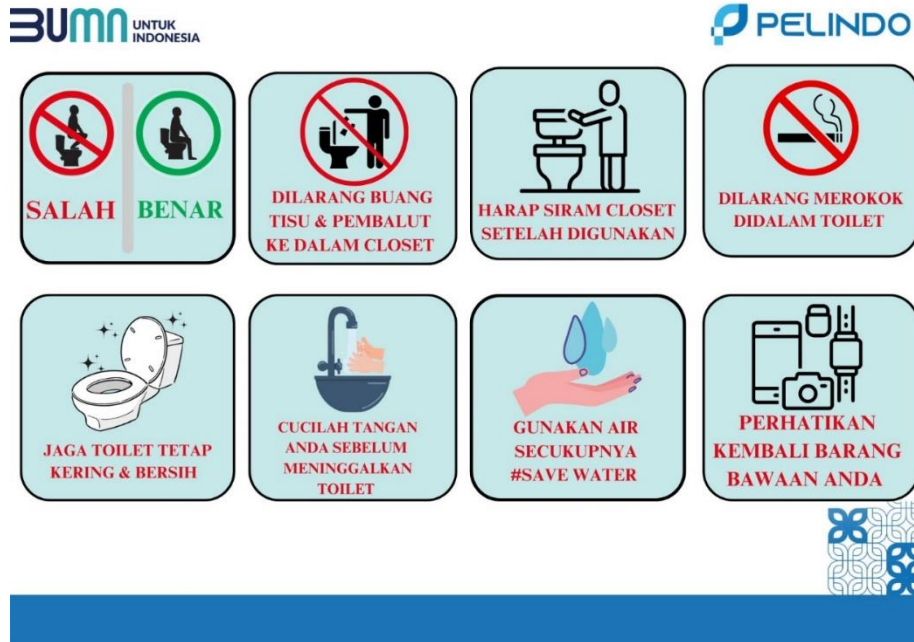 BUMN UNTUK
INDONESIA
PELINDO
SALAH
BENAR
DILARANG BUANG
TISU & PEMBALUT
KE DALAM CLOSET
HARAP SIRAM CLOSET
SETELAH DIGUNAKAN
DILARANG MEROKOK
DIDALAM TOILET
JAGA TOILET TETAP
KERING & BERSIH
CUCILAH TANGAN
ANDA SEBELUM
MENINGGALKAN
TOILET
GUNAKAN AIR
SECUKUPNYA
#SAVE WATER
PERHATIKAN
KEMBALI BARANG
BAWAAN ANDA